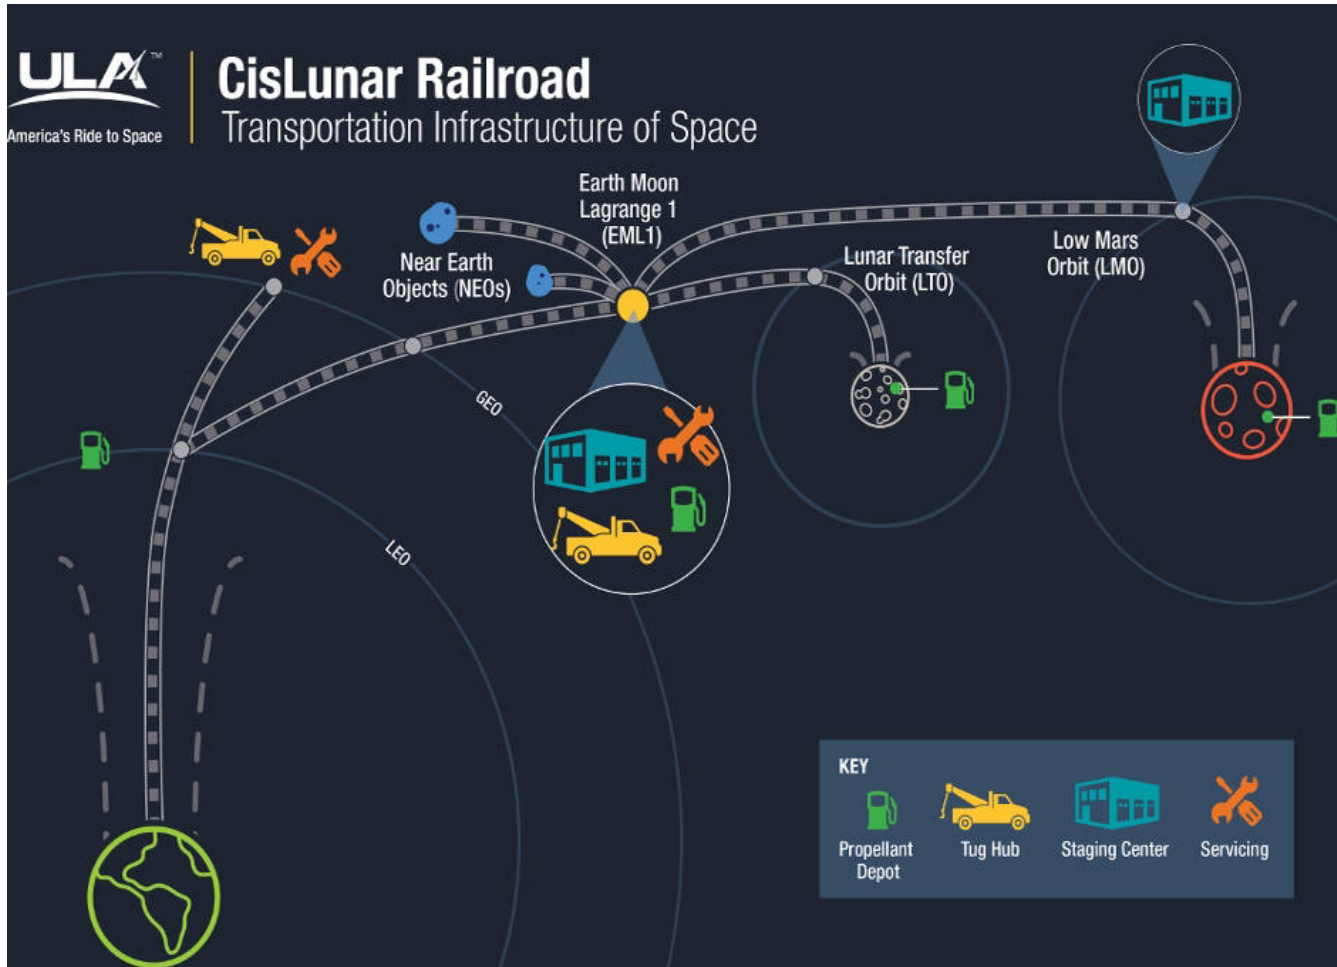 ULA™
America's Ride to Space
CisLunar Railroad
Transportation Infrastructure of Space
Earth Moon
Lagrange 1
(EML1)
Near Earth
Objects (NEOs)
Lunar Transfer
Orbit (LTO)
Low Mars
Orbit (LMO)
GEO
LEO
KEY
Propellant
Depot
Tug Hub
Staging Center
Servicing